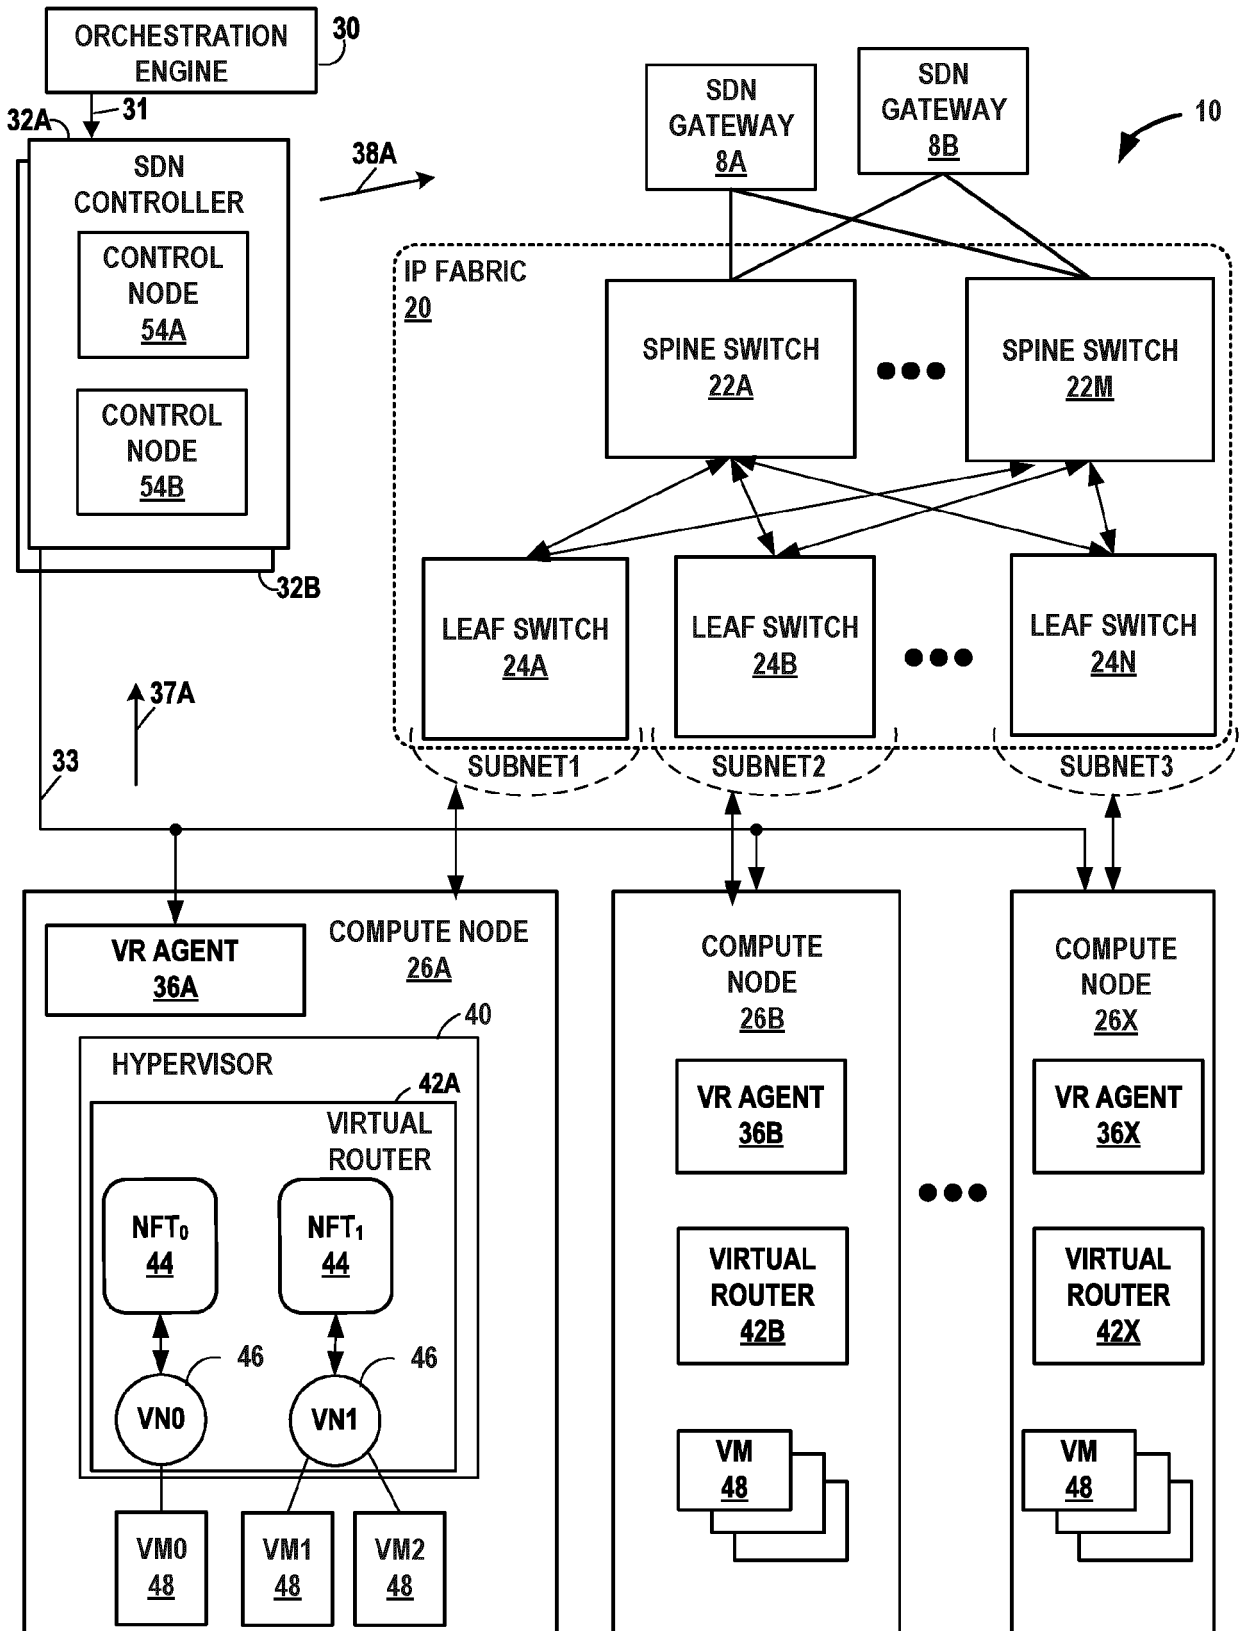 ORCHESTRATION
ENGINE
30
31
32A
SDN
CONTROLLER
CONTROL
NODE
54A
CONTROL
NODE
54B
32B
38A
SDN
GATEWAY
8A
SDN
GATEWAY
8B
10
IP FABRIC
20
SPINE SWITCH
22A
SPINE SWITCH
22M
LEAF SWITCH
24A
LEAF SWITCH
24B
LEAF SWITCH
24N
SUBNET1
SUBNET2
SUBNET3
37A
33
VR AGENT
36A
COMPUTE NODE
26A
40
HYPERVISOR
42A
VIRTUAL
ROUTER
NFT₀
44
NFT₁
44
46
46
VN0
VN1
VM0
48
VM1
48
VM2
48
COMPUTE
NODE
26B
VR AGENT
36B
VIRTUAL
ROUTER
42B
VM
48
COMPUTE
NODE
26X
VR AGENT
36X
VIRTUAL
ROUTER
42X
VM
48